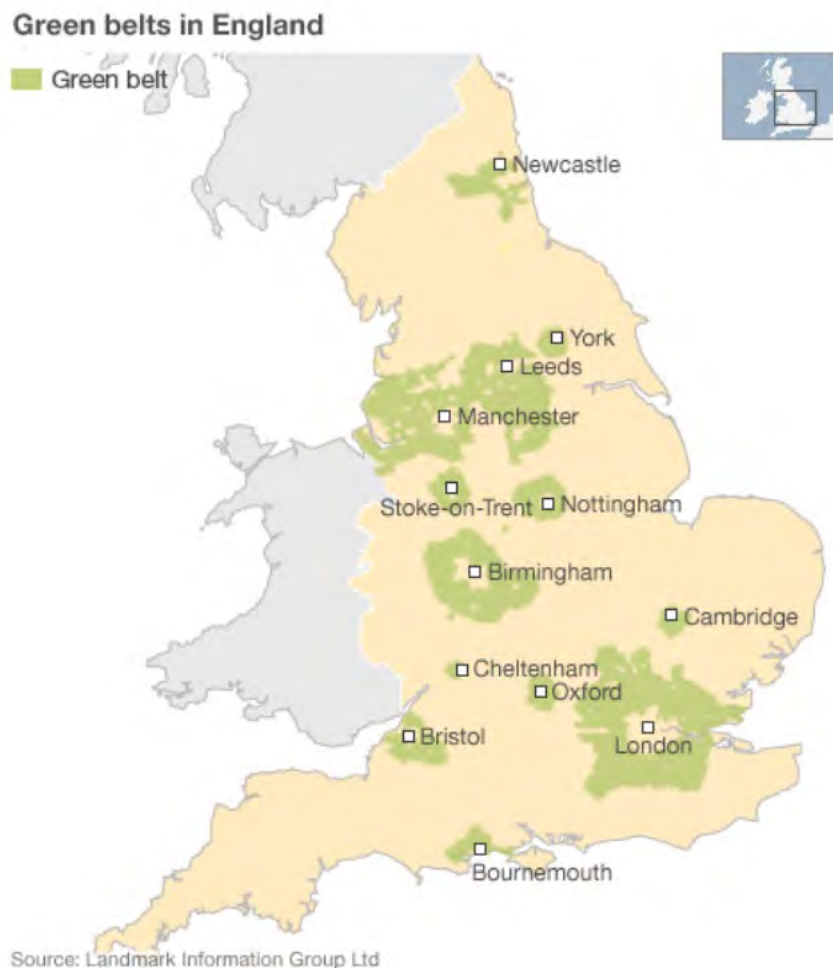 Green belts in England
Green belt
Newcastle
York
Leeds
Manchester
Stoke-on-Trent
Nottingham
Birmingham
Cambridge
Cheltenham
Oxford
Bristol
London
Bournemouth
Source: Landmark Information Group Ltd